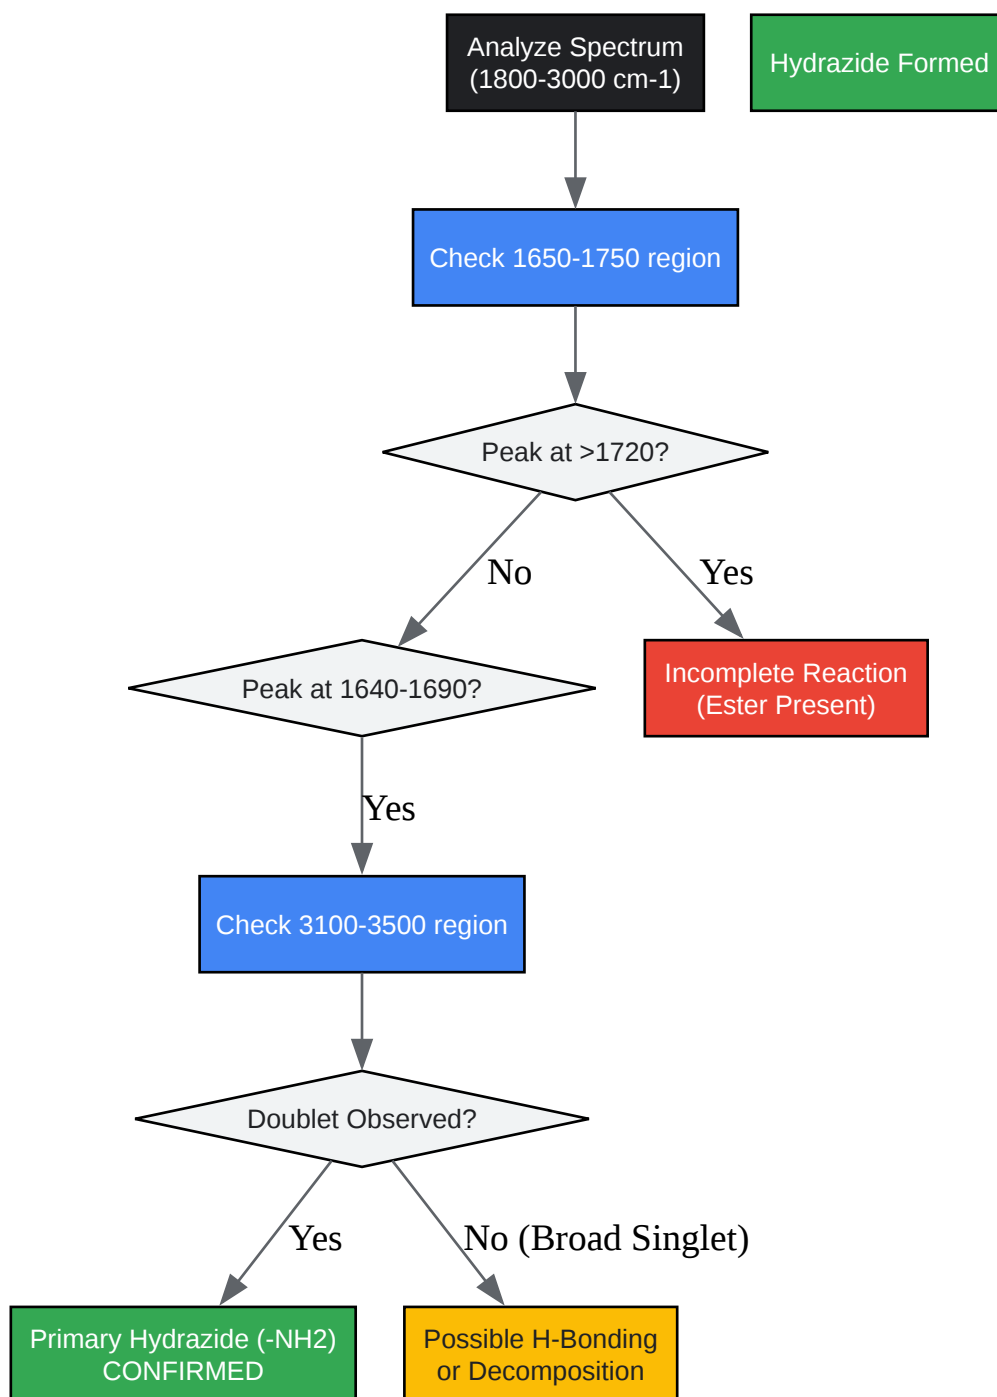 Analyze Spectrum
(1800-3000 cm-1)
Hydrazide Formed
Check 1650-1750 region
Peak at >1720?
No
Yes
Peak at 1640-1690?
Incomplete Reaction
(Ester Present)
Yes
Check 3100-3500 region
Doublet Observed?
Yes
No (Broad Singlet)
Primary Hydrazide (-NH2)
CONFIRMED
Possible H-Bonding
or Decomposition